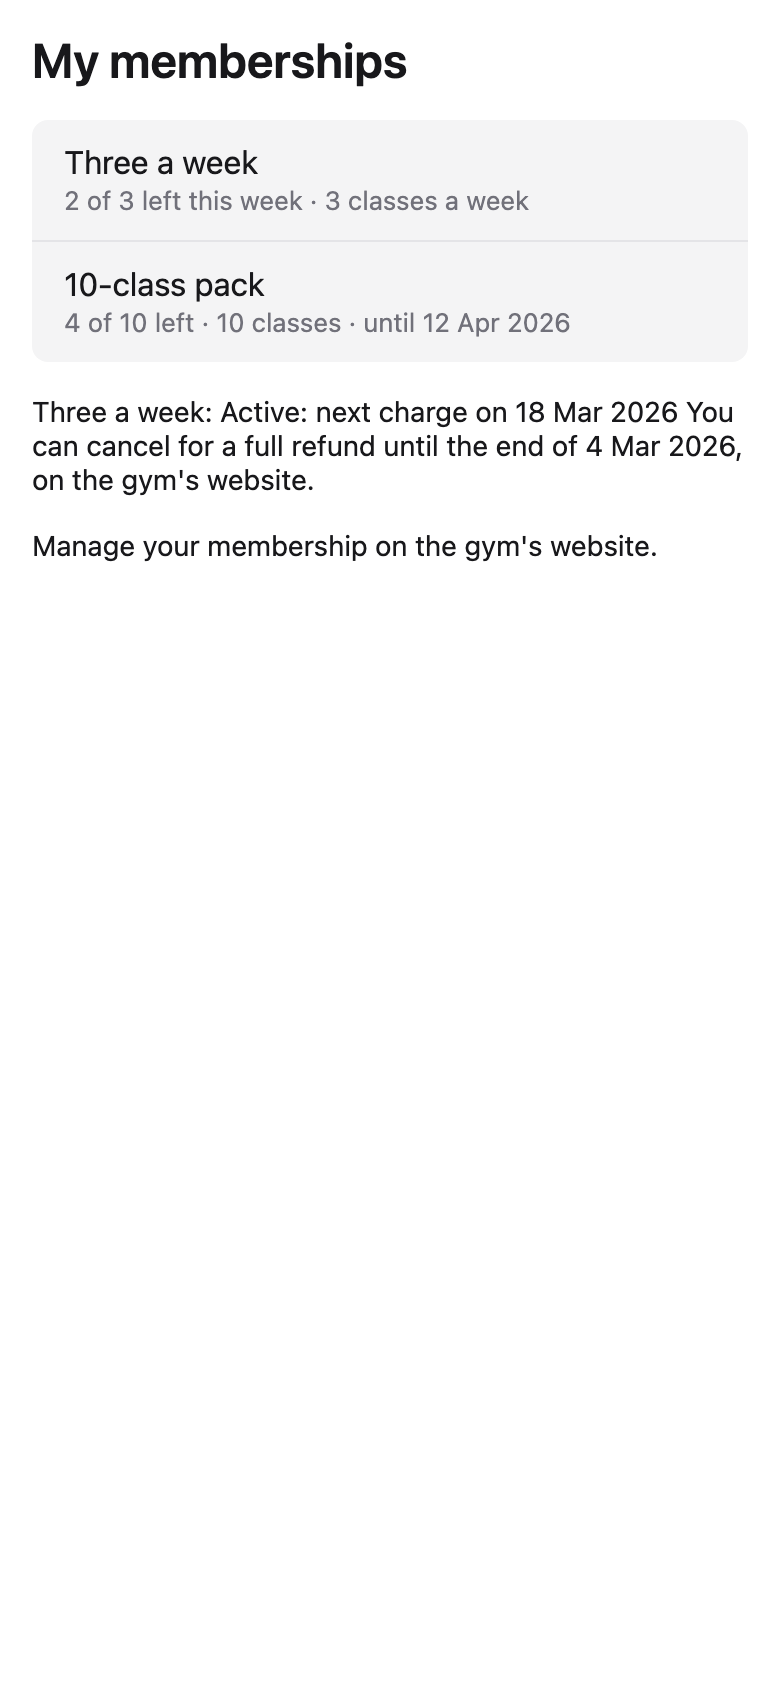 My memberships
Three a week
2 of 3 left this week · 3 classes a week
10-class pack
4 of 10 left · 10 classes · until 12 Apr 2026
Three a week: Active: next charge on 18 Mar 2026 You
can cancel for a full refund until the end of 4 Mar 2026,
on the gym's website.
Manage your membership on the gym's website.